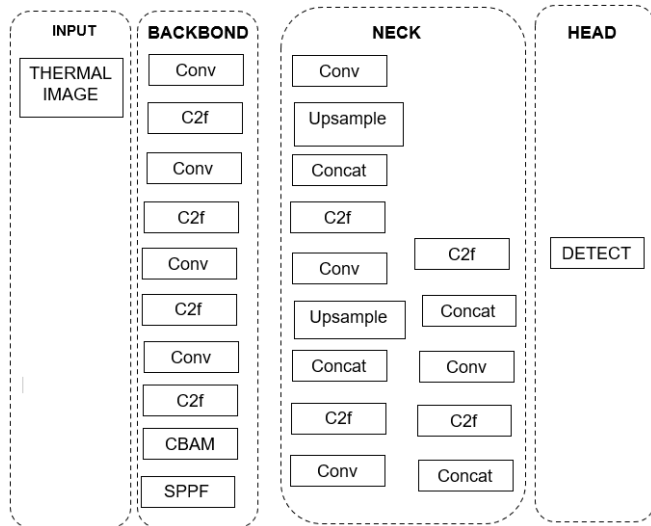 INPUT
THERMAL
IMAGE
BACKBOND
Conv
C2f
Conv
C2f
Conv
C2f
Conv
C2f
CBAM
SPPF
NECK
Conv
Upsample
Concat
C2f
Conv
Upsample
Concat
C2f
Conv
C2f
Concat
Conv
C2f
Concat
HEAD
DETECT